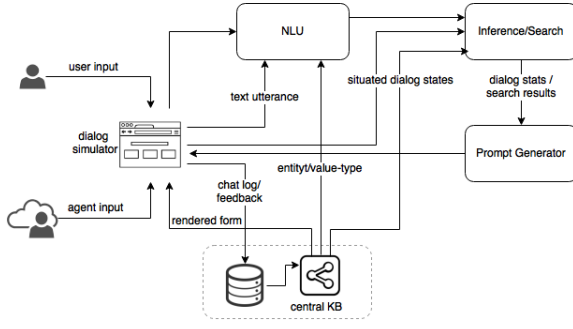 NLU
Inference/Search
user input
situated dialog states
dialog stats /
search results
text utterance
dialog
simulator
Prompt Generator
entityt/value-type
chat log/
feedback
agent input
rendered form
central KB